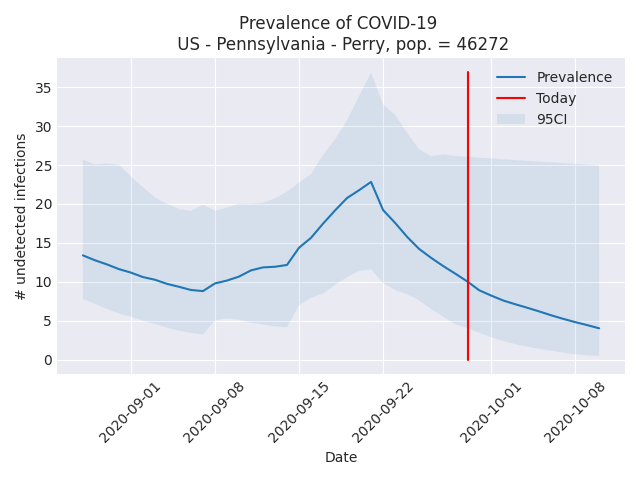 Prevalence of COVID-19
US - Pennsylvania - Perry, pop. = 46272
# undetected infections
35
30
25
20
15
10
5
0
Prevalence
Today
95CI
2020-09-01
2020-09-08
2020-09-15
2020-09-22
2020-10-01
2020-10-08
Date